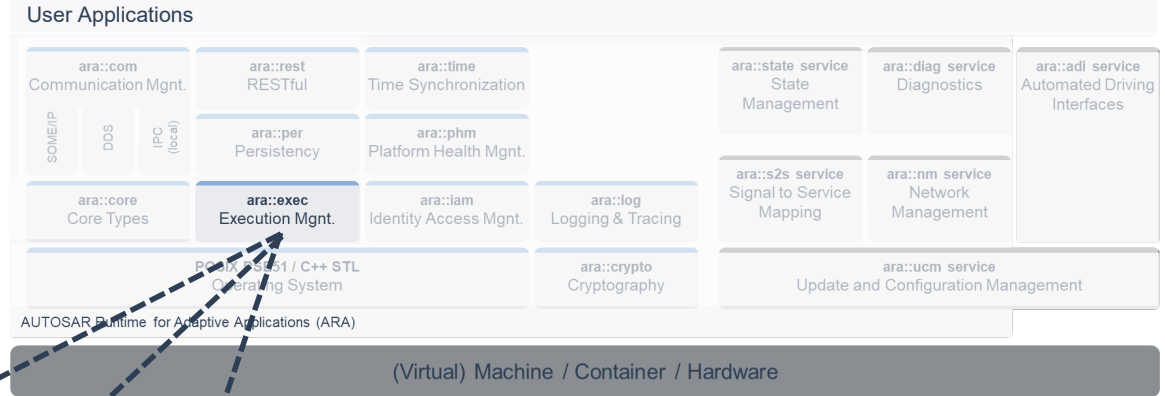 User Applications
ara::com
Communication Mgnt.
SOME/IP
DDS
IPC
(local)
ara::rest
RESTful
ara::time
Time Synchronization
ara::per
Persistency
ara::phm
Platform Health Mgnt.
ara::core
Core Types
ara::exec
Execution Mgnt.
ara::iam
Identity Access Mgnt.
ara::log
Logging & Tracing
POSIX PSE51 / C++ STL
Operating System
ara::crypto
Cryptography
ara::state service
State
Management
ara::diag service
Diagnostics
ara::adi service
Automated Driving
Interfaces
ara::s2s service
Signal to Service
Mapping
ara::nm service
Network
Management
ara::ucm service
Update and Configuration Management
AUTOSAR Runtime for Adaptive Applications (ARA)
(Virtual) Machine / Container / Hardware